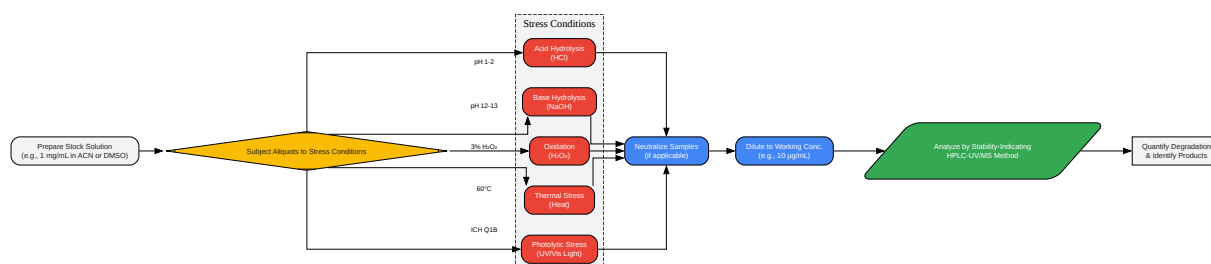 Stress Conditions
Prepare Stock Solution
(e.g., 1 mg/mL in ACN or DMSO)
Subject Aliquots to Stress Conditions
pH 1-2
Acid Hydrolysis
(HCl)
pH 12-13
Base Hydrolysis
(NaOH)
3% H₂O₂
Oxidation
(H₂O₂)
60°C
Thermal Stress
(Heat)
ICH Q1B
Photolytic Stress
(UV/Vis Light)
Neutralize Samples
(if applicable)
Dilute to Working Conc.
(e.g., 10 µg/mL)
Analyze by Stability-Indicating
HPLC-UV/MS Method
Quantify Degradation
& Identify Products